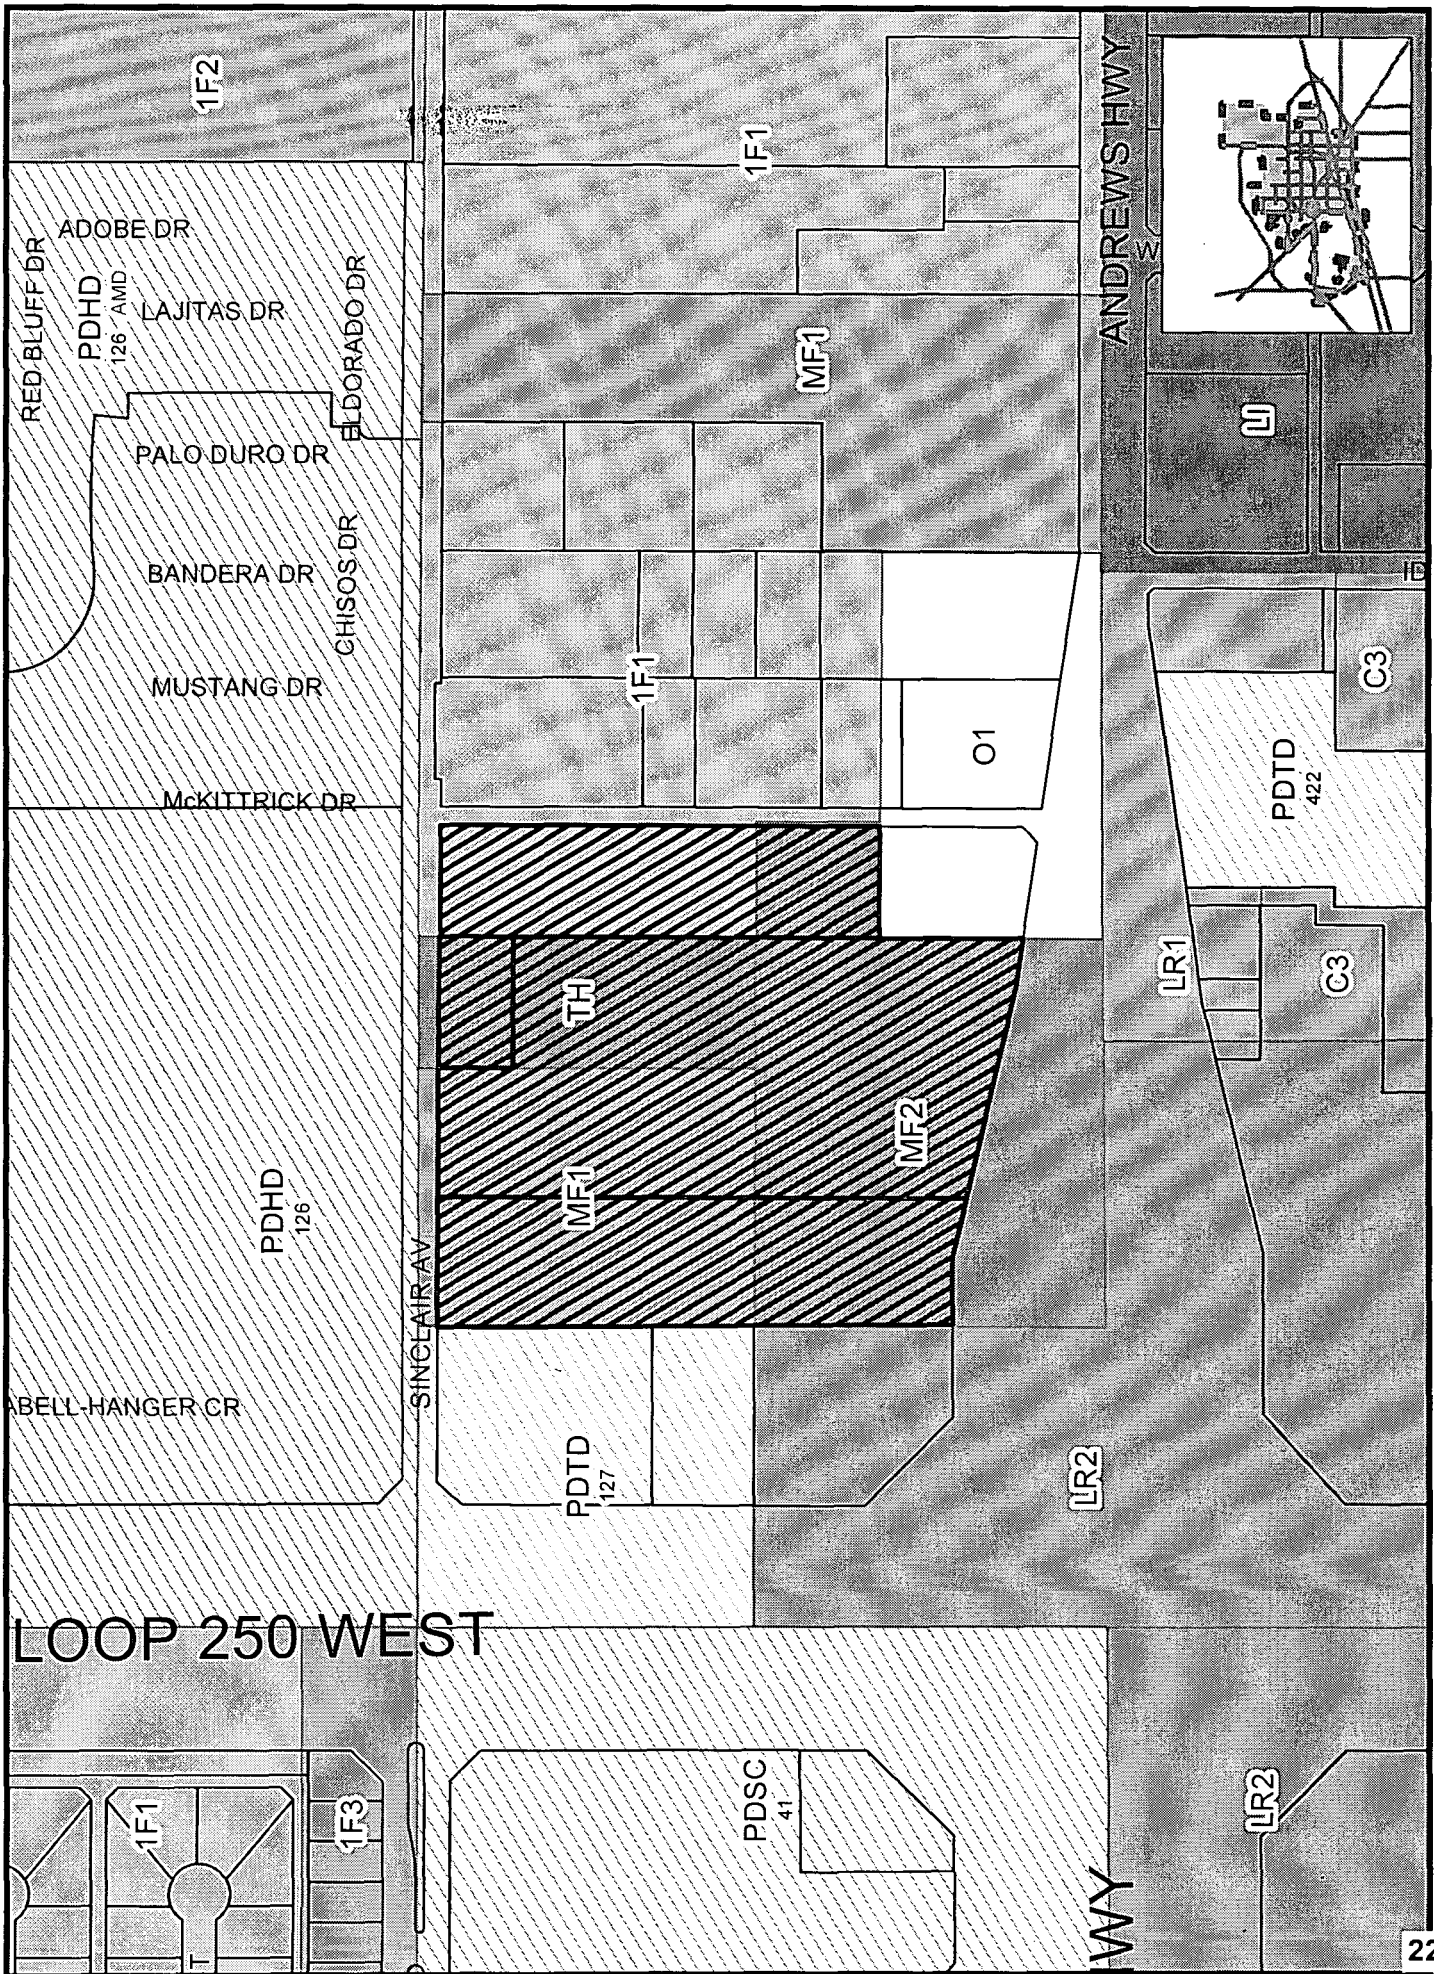 1F2
ADOBE DR
RED BLUFF DR
PDHD
126 AMD
LAJITAS DR
ELDORADO DR
PALO DURO DR
BANDERA DR
CHISOS DR
MUSTANG DR
McKITTRICK DR
1F1
ANDREWS HWY
W
MF1
LI
ID
1F1
O1
C3
PDTD
422
TH
LR1
C3
MF2
MF1
PDHD
126
SINCLAIR AV
ABELL-HANGER CR
PDTD
127
LR2
LOOP 250 WEST
1F1
1F3
T
PDSC
41
LR2
WY
22